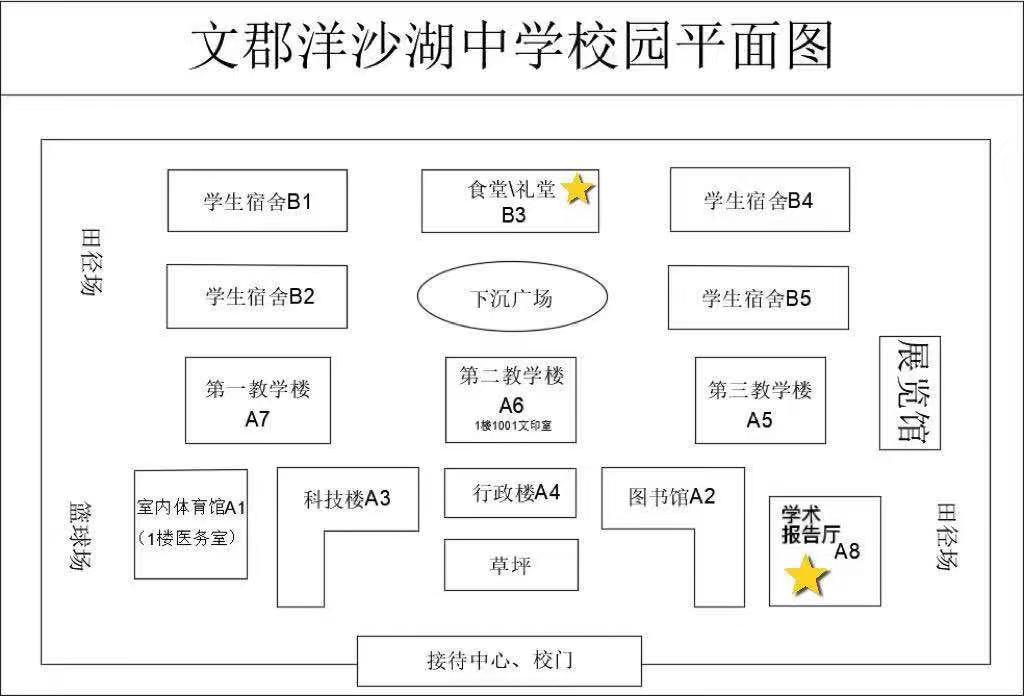 文郡洋沙湖中学校园平面图
学生宿舍B1
食堂\礼堂
B3
学生宿舍B4
田径场
学生宿舍B2
下沉广场
学生宿舍B5
第一教学楼
A7
第二教学楼
A6
1楼1001文印室
第三教学楼
A5
展览馆
篮球场
室内体育馆A1
（1楼医务室）
科技楼A3
行政楼A4
图书馆A2
学术
报告厅
A8
田径场
草坪
接待中心、校门